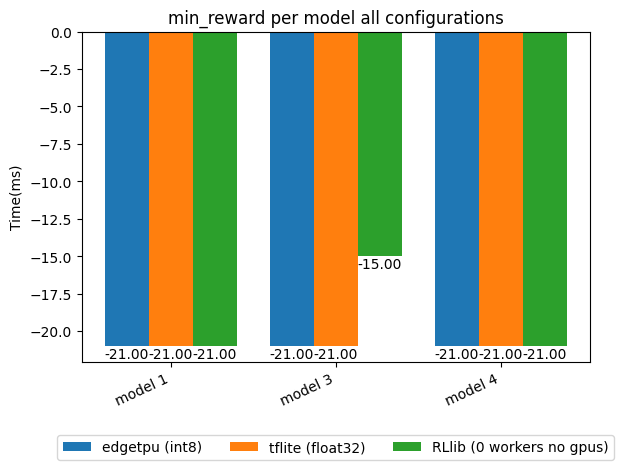 min_reward per model all configurations
Time(ms)
0.0
−2.5
−5.0
−7.5
−10.0
−12.5
−15.0
−17.5
−20.0
-21.00 -21.00 -21.00
-21.00 -21.00 -15.00
-21.00 -21.00 -21.00
model 1
model 3
model 4
edgetpu (int8) tflite (float32) RLlib (0 workers no gpus)